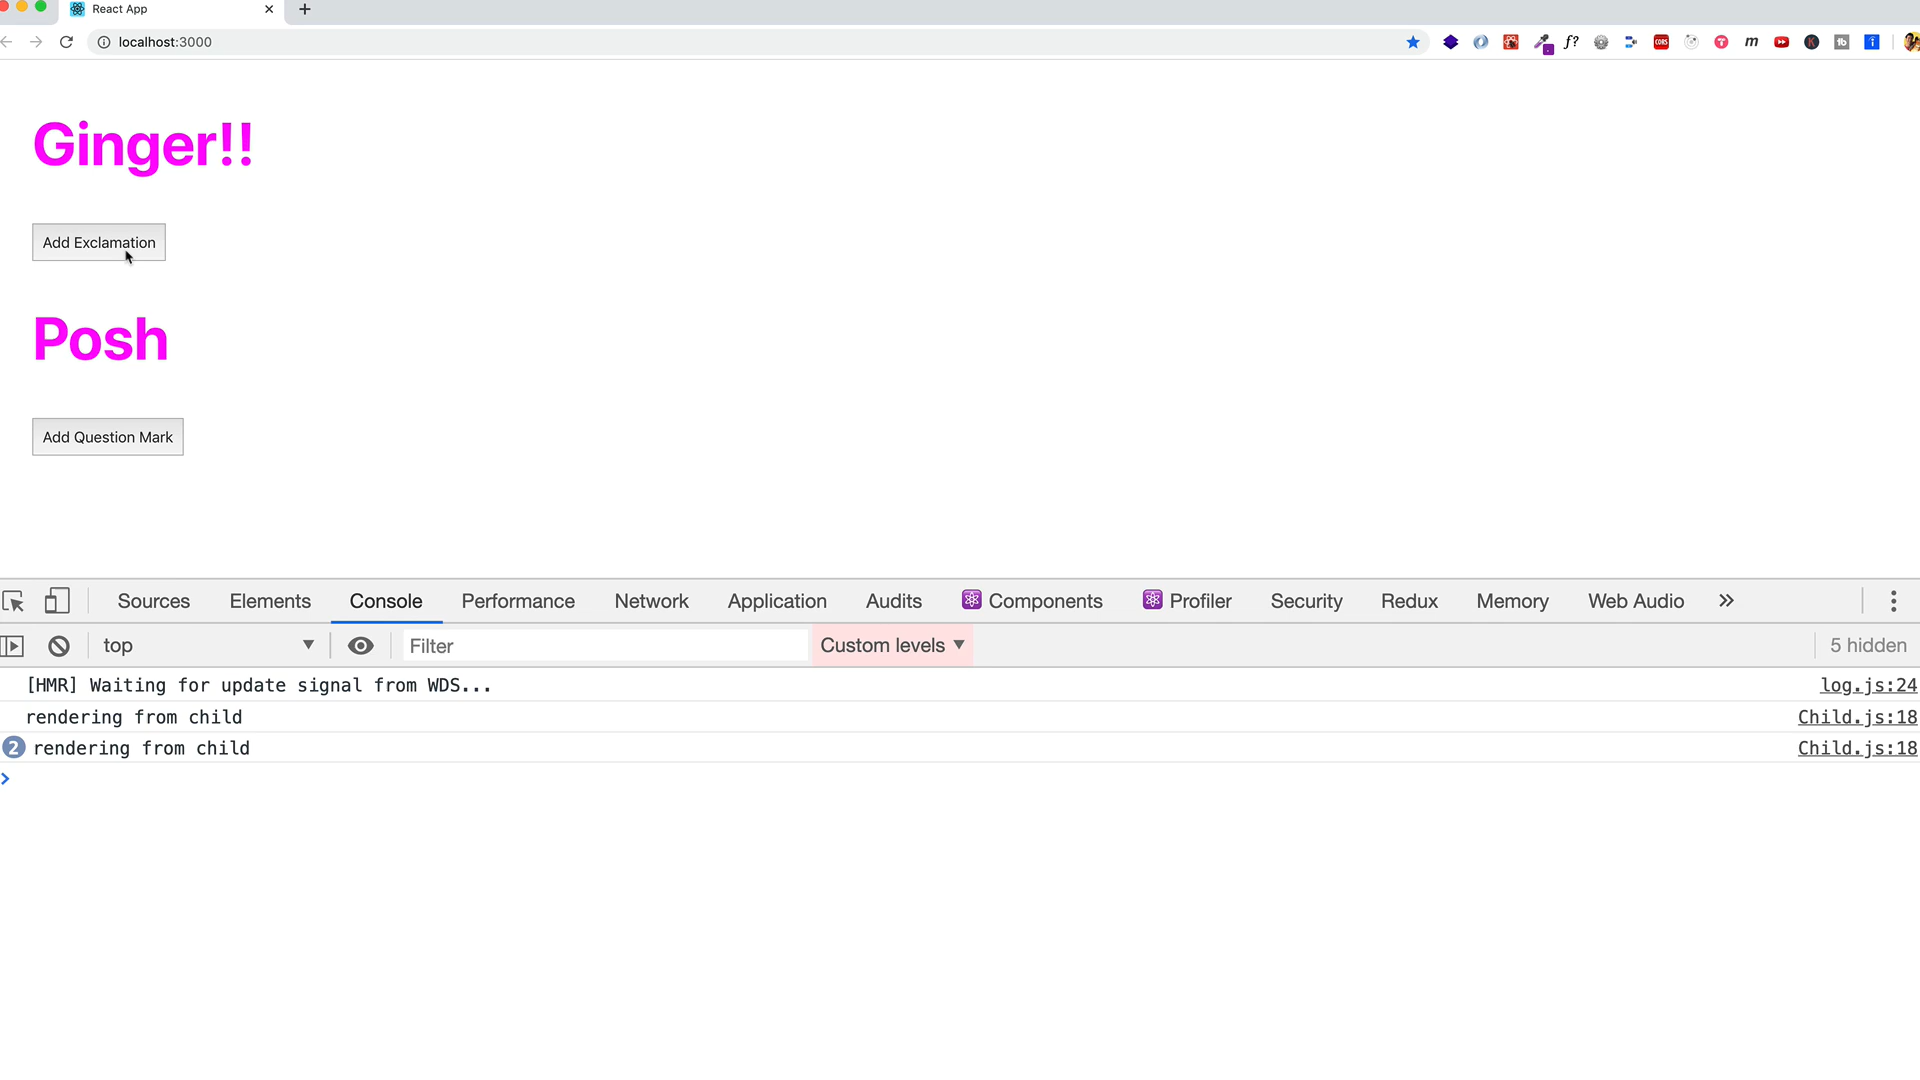 React App
localhost:3000
f?
CORS
T
m
K
tb
Ginger!!
Add Exclamation
Posh
Add Question Mark
Sources Elements Console Performance Network Application Audits Components Profiler Security Redux Memory Web Audio
top Filter Custom levels 5 hidden
[HMR] Waiting for update signal from WDS... log.js:24
rendering from child Child.js:18
2 rendering from child Child.js:18